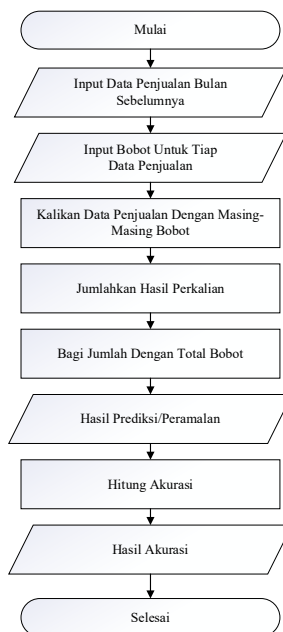 Mulai
Input Data Penjualan Bulan
Sebelumnya
Input Bobot Untuk Tiap
Data Penjualan
Kalikan Data Penjualan Dengan Masing-
Masing Bobot
Jumlahkan Hasil Perkalian
Bagi Jumlah Dengan Total Bobot
Hasil Prediksi/Peramalan
Hitung Akurasi
Hasil Akurasi
Selesai